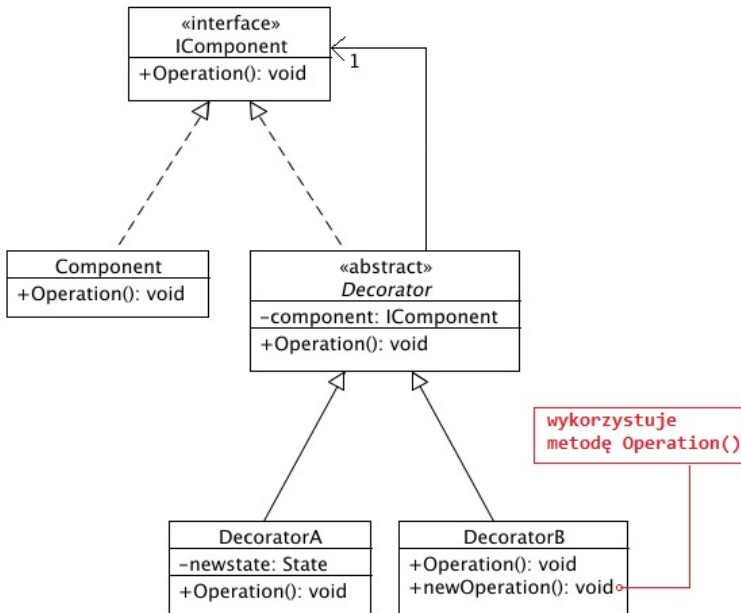 «interface»
IComponent
+Operation(): void
1
Component
+Operation(): void
«abstract»
Decorator
-component: IComponent
+Operation(): void
wykorzystuje
metodę Operation()
DecoratorA
-newstate: State
+Operation(): void
DecoratorB
+Operation(): void
+newOperation(): void